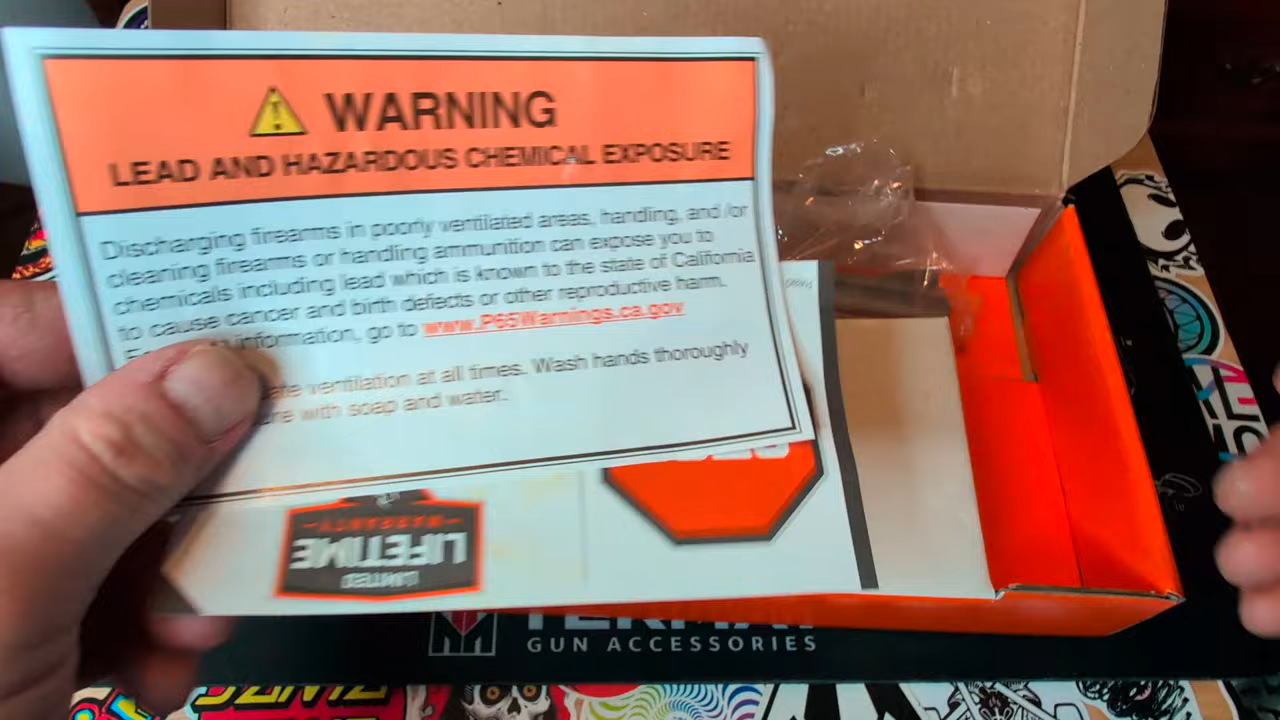 WARNING
LEAD AND HAZARDOUS CHEMICAL EXPOSURE
Discharging firearms in poorly ventilated areas, handling, and /or
cleaning firearms or handling ammunition can expose you to
chemicals including lead which is known to the state of California
to cause cancer and birth defects or other reproductive harm.
information, go to www.P65Warnings.ca.gov
ventilation at all times. Wash hands thoroughly
with soap and water.
LIMITED
LIFETIME
WARRANTY
GUN ACCESSORIES